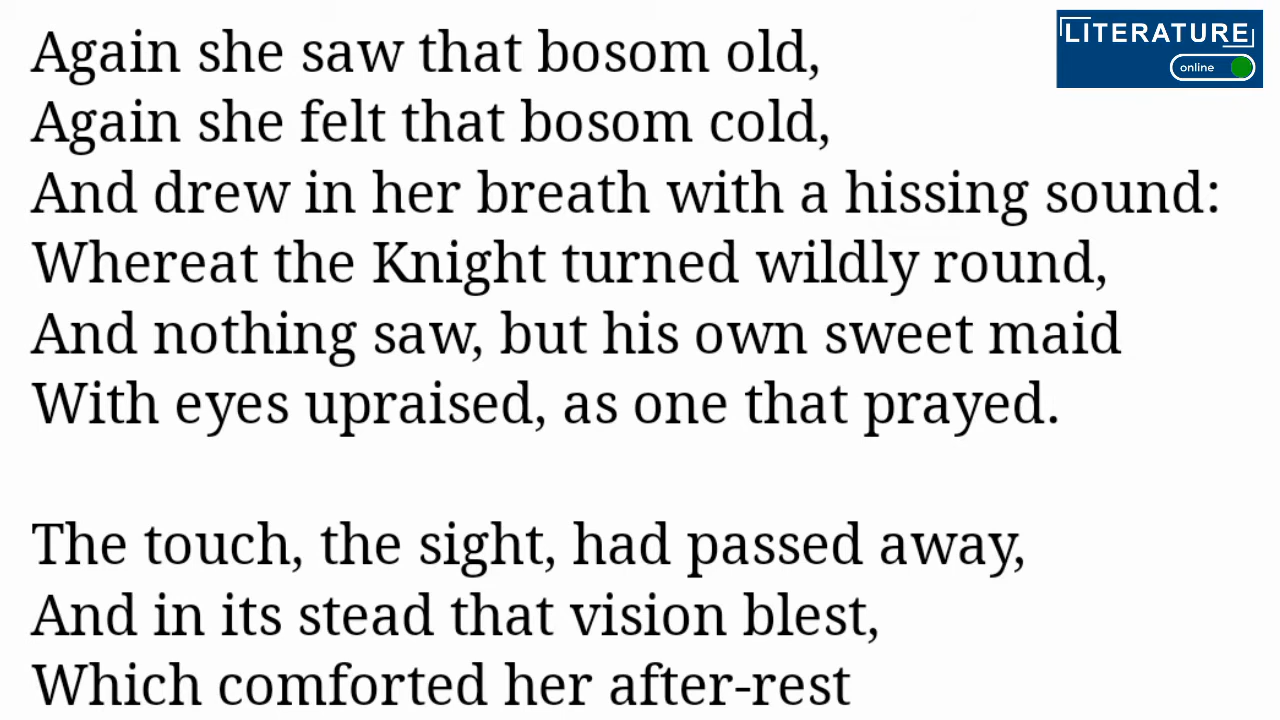 Again she saw that bosom old,
Again she felt that bosom cold,
And drew in her breath with a hissing sound:
Whereat the Knight turned wildly round,
And nothing saw, but his own sweet maid
With eyes upraised, as one that prayed.
The touch, the sight, had passed away,
And in its stead that vision blest,
Which comforted her after-rest
LITERATURE
online